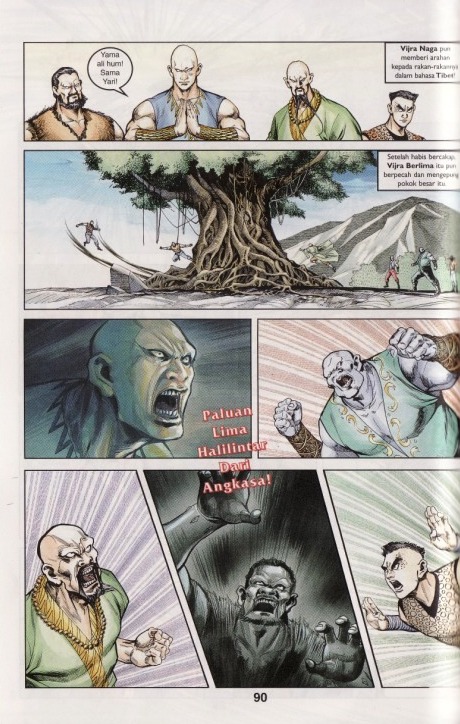 Yama
ali hum!
Sama
Yari!
Vijra Naga pun
memberi arahan
kepada rakan-rakannya
dalam bahasa Tibet!
Setelah habis bercakap,
Vijra Berlima itu pun
berpecah dan mengepung
pokok besar itu.
Paluan
Lima
Halilintar
Dari
Angkasa!
90